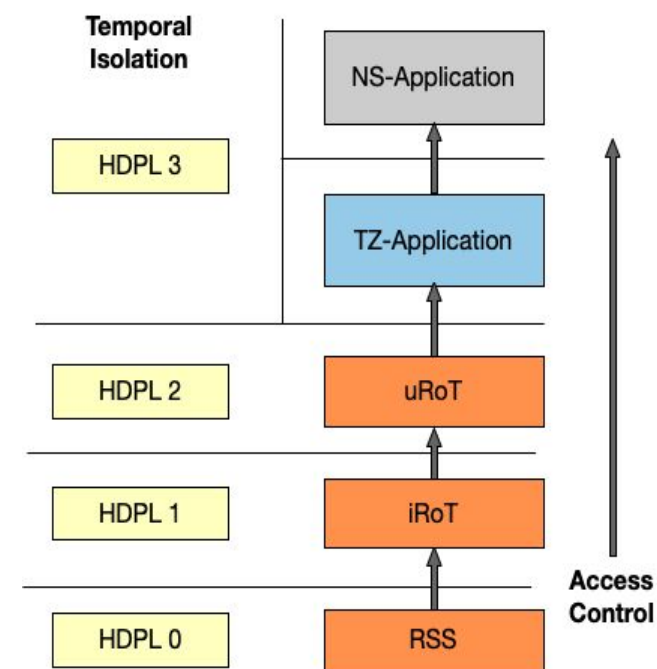 Temporal
Isolation
NS-Application
HDPL 3
TZ-Application
HDPL 2
uRoT
HDPL 1
iRoT
Access
Control
HDPL 0
RSS